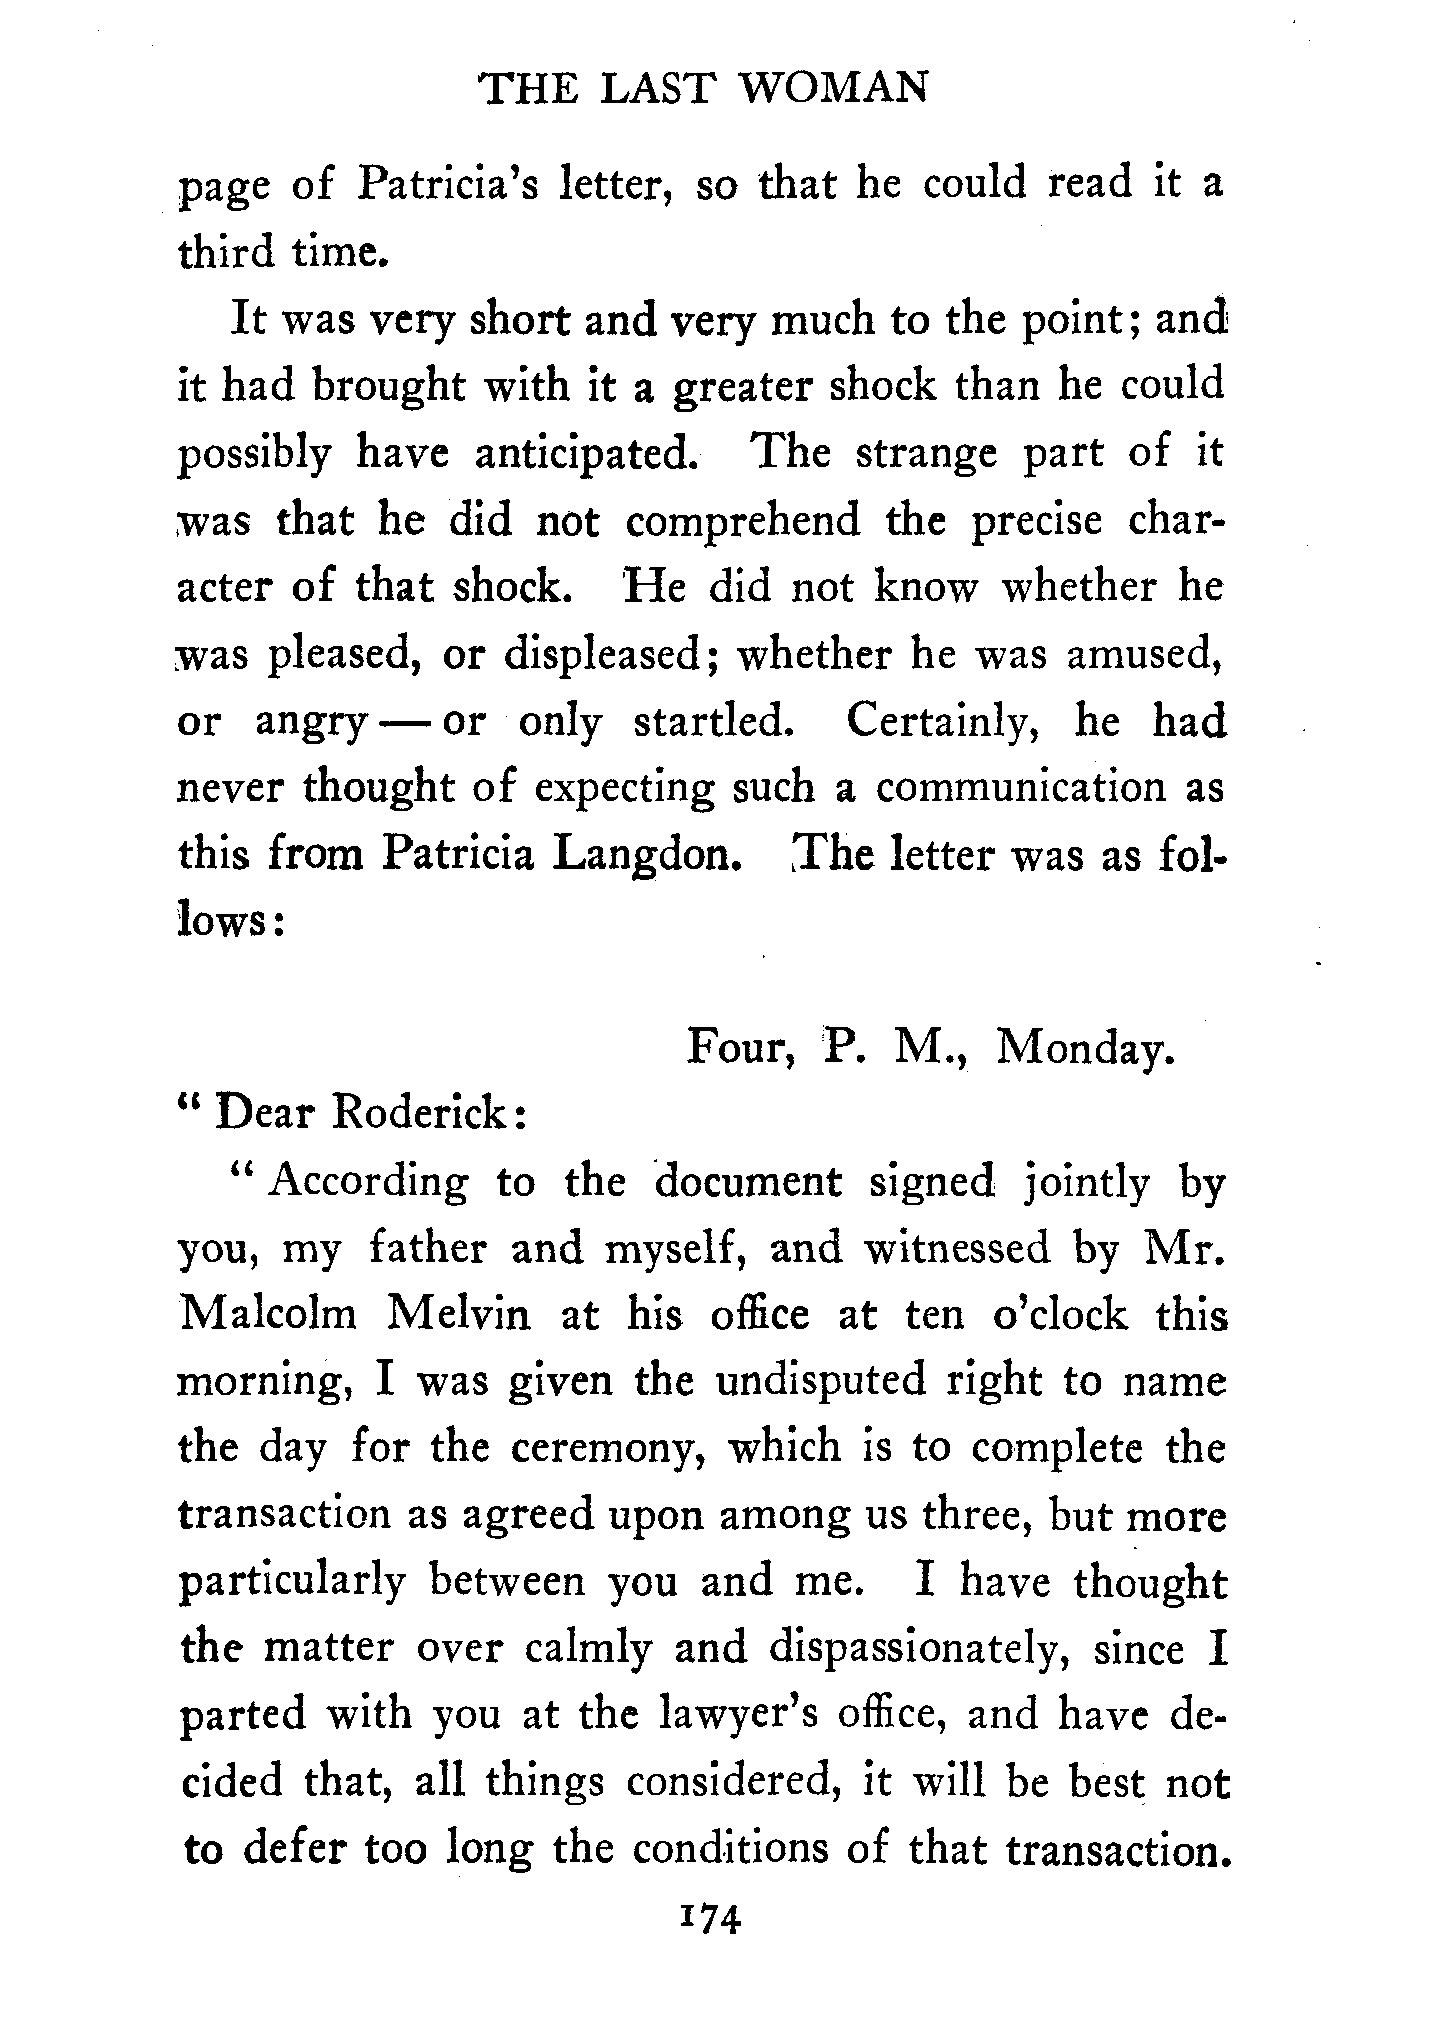 THE LAST WOMAN
page of Patricia's letter, so that he could read it a
third time.
It was very short and very much to the point; and
it had brought with it a greater shock than he could
possibly have anticipated. The strange part of it
was that he did not comprehend the precise char-
acter of that shock. He did not know whether he
was pleased, or displeased; whether he was amused,
or angry — or only startled. Certainly, he had
never thought of expecting such a communication as
this from Patricia Langdon. The letter was as fol-
lows:
Four, P. M., Monday.
" Dear Roderick:
" According to the document signed jointly by
you, my father and myself, and witnessed by Mr.
Malcolm Melvin at his office at ten o'clock this
morning, I was given the undisputed right to name
the day for the ceremony, which is to complete the
transaction as agreed upon among us three, but more
particularly between you and me. I have thought
the matter over calmly and dispassionately, since I
parted with you at the lawyer's office, and have de-
cided that, all things considered, it will be best not
to defer too long the conditions of that transaction.
174